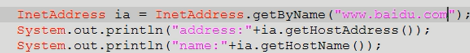 InetAddress ia = InetAddress.getByName("www.baidu.com");
System.out.println("address:"+ia.getHostAddress());
System.out.println("name:"+ia.getHostName());